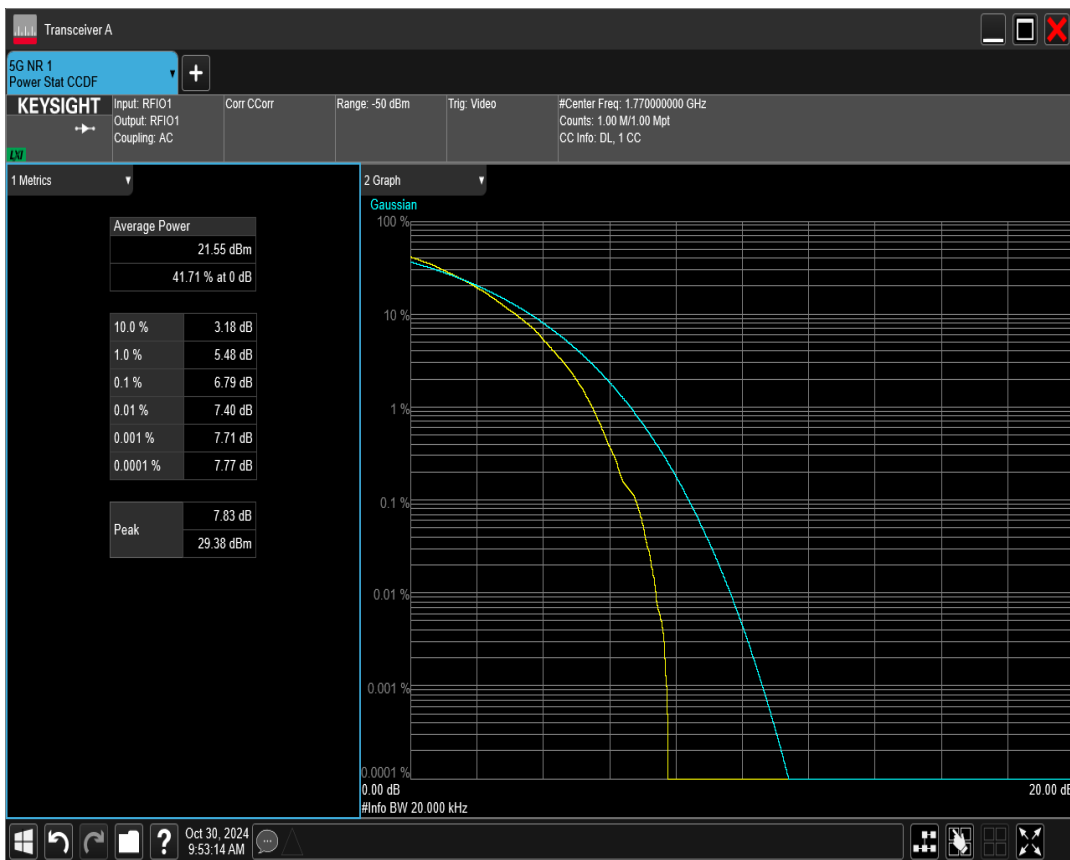 Transceiver A
5G NR 1
Power Stat CCDF
+
KEYSIGHT
LXI
Input: RFIO1
Output: RFIO1
Coupling: AC
Corr CCorr
Range: -50 dBm
Trig: Video
#Center Freq: 1.770000000 GHz
Counts: 1.00 M/1.00 Mpt
CC Info: DL, 1 CC
1 Metrics
Average Power
21.55 dBm
41.71 % at 0 dB
10.0 % 3.18 dB
1.0 % 5.48 dB
0.1 % 6.79 dB
0.01 % 7.40 dB
0.001 % 7.71 dB
0.0001 % 7.77 dB
Peak 7.83 dB
29.38 dBm
2 Graph
Gaussian
100 %
10 %
1 %
0.1 %
0.01 %
0.001 %
0.0001 %
0.00 dB 20.00 dB
#Info BW 20.000 kHz
?
Oct 30, 2024
9:53:14 AM